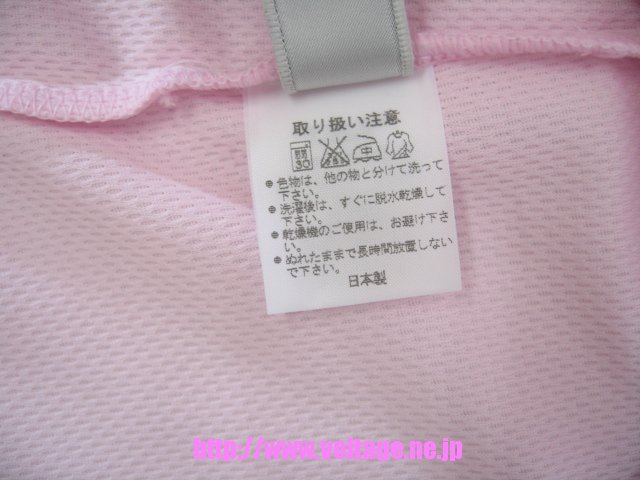 取り扱い注意
弱 30
● 色物は、他の物と分けて洗って
下さい。
● 洗濯後は、すぐに脱水乾燥して
下さい。
● 乾燥機のご使用は、お避け下さ
い。
● ぬれたままで長時間放置しない
で下さい。
日本製
http://www.voltage.ne.jp